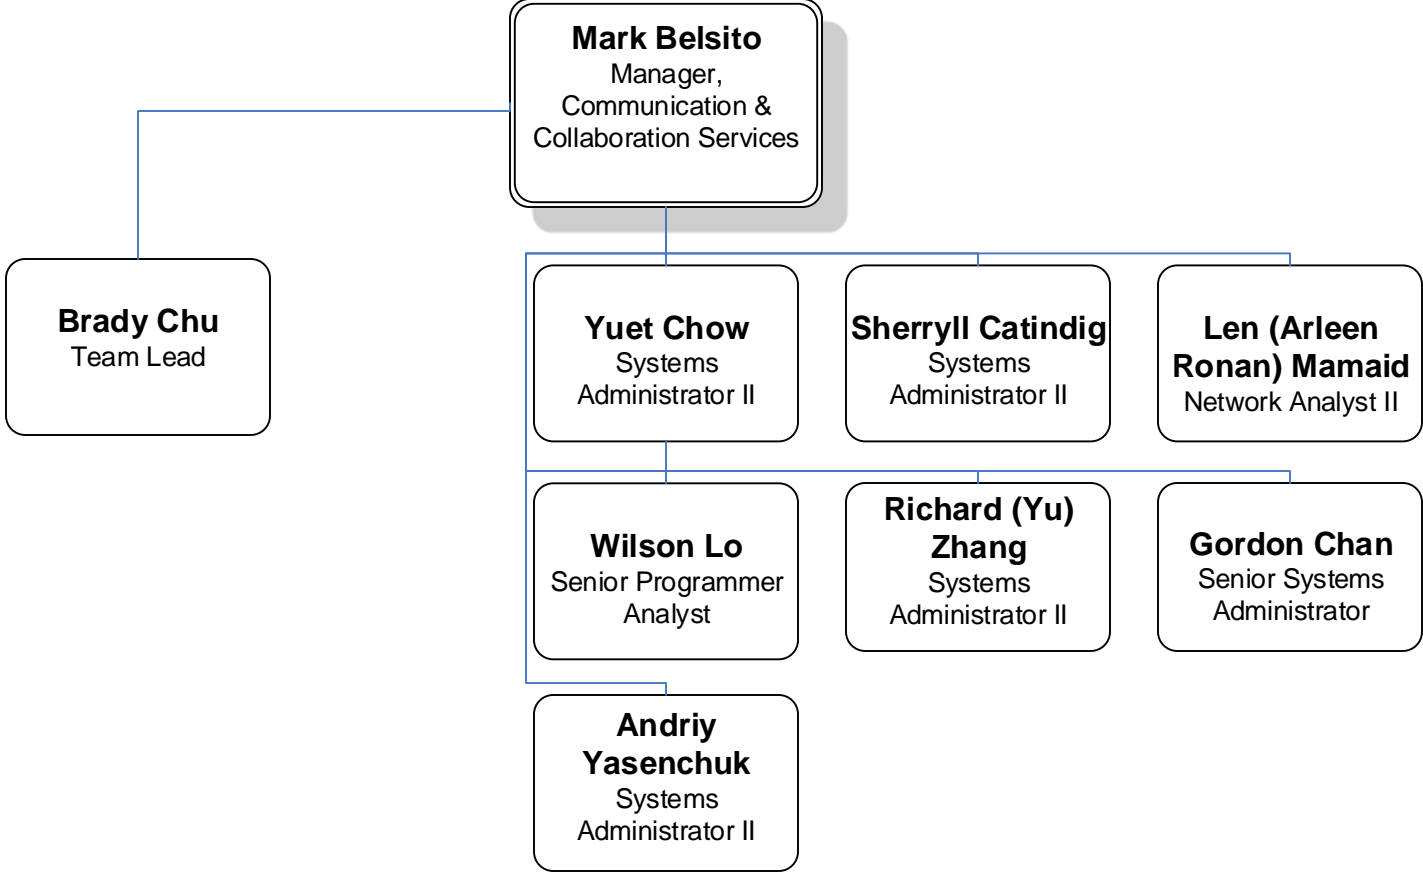 Mark Belsito
Manager,
Communication &
Collaboration Services
Brady Chu
Team Lead
Yuet Chow
Systems
Administrator II
Sherryll Catindig
Systems
Administrator II
Len (Arleen
Ronan) Mamaid
Network Analyst II
Wilson Lo
Senior Programmer
Analyst
Richard (Yu)
Zhang
Systems
Administrator II
Gordon Chan
Senior Systems
Administrator
Andriy
Yasenchuk
Systems
Administrator II